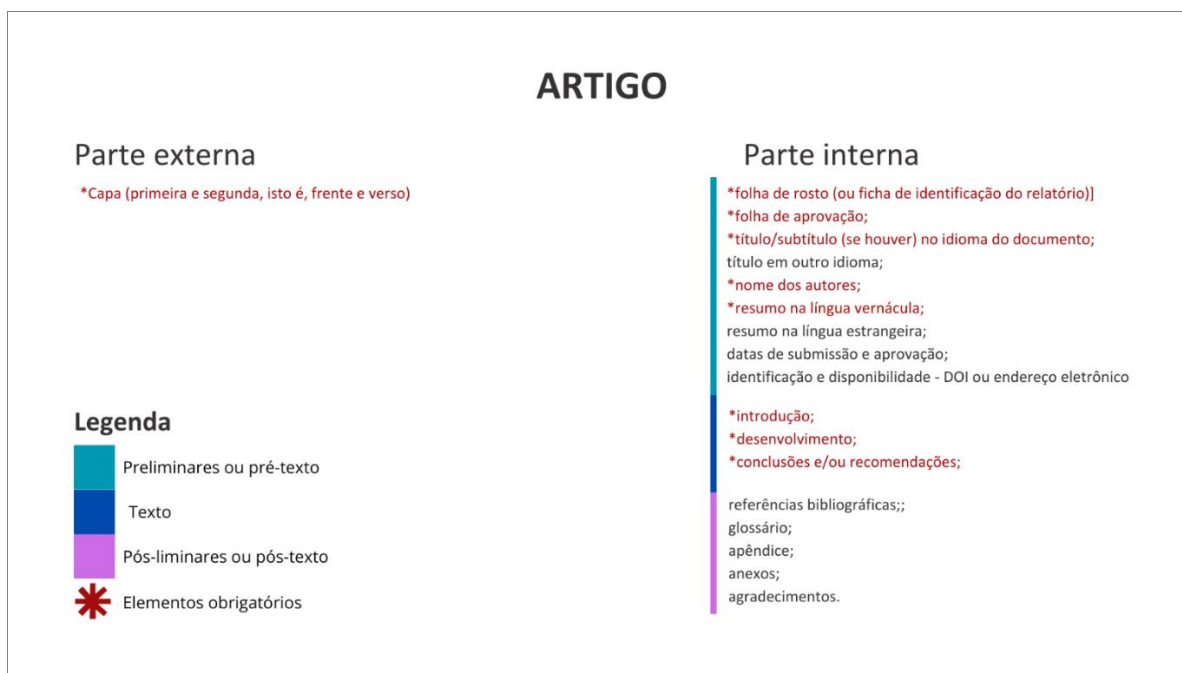 ARTIGO
Parte externa
*Capa (primeira e segunda, isto é, frente e verso)
Parte interna
*folha de rosto (ou ficha de identificação do relatório)]
*folha de aprovação;
*título/subtítulo (se houver) no idioma do documento;
título em outro idioma;
*nome dos autores;
*resumo na língua vernácula;
resumo na língua estrangeira;
datas de submissão e aprovação;
identificação e disponibilidade - DOI ou endereço eletrônico
*introdução;
*desenvolvimento;
*conclusões e/ou recomendações;
referências bibliográficas;;
glossário;
apêndice;
anexos;
agradecimentos.
Legenda
Preliminares ou pré-texto
Texto
Pós-liminares ou pós-texto
Elementos obrigatórios